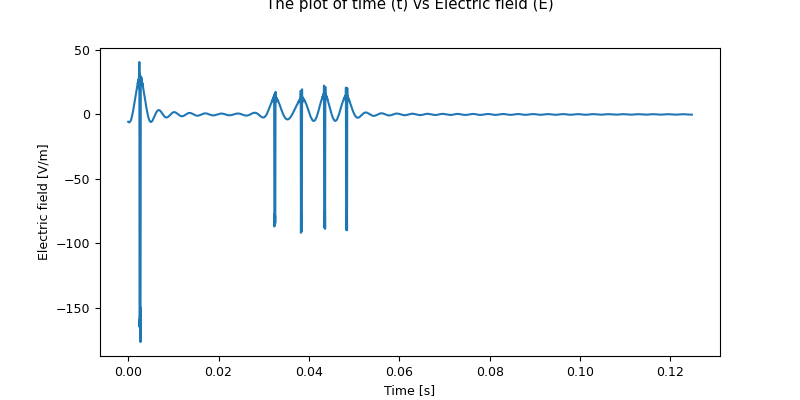 The plot of time (t) vs Electric field (E)
50
0
−50
−100
−150
Electric field [V/m]
0.00 0.02 0.04 0.06 0.08 0.10 0.12
Time [s]